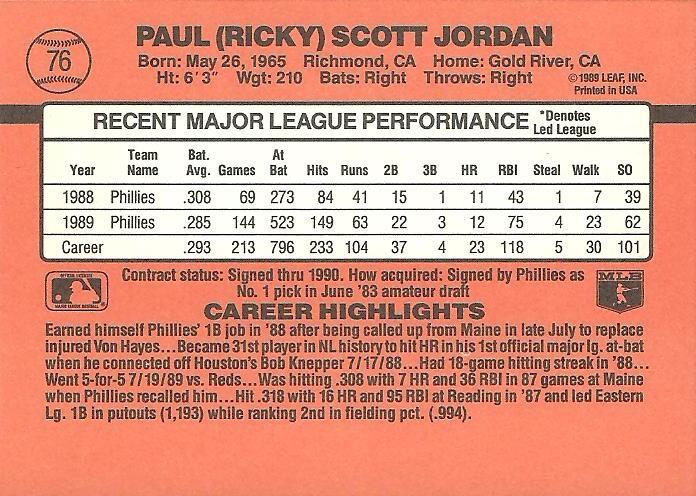 76
PAUL (RICKY) SCOTT JORDAN
Born: May 26, 1965 Richmond, CA Home: Gold River, CA
Ht: 6' 3" Wgt: 210 Bats: Right Throws: Right
©1989 LEAF, INC.
Printed in USA
RECENT MAJOR LEAGUE PERFORMANCE *Denotes Led League
Year Team Name Bat. Avg. Games At Bat Hits Runs 2B 3B HR RBI Steal Walk SO
1988 Phillies .308 69 273 84 41 15 1 11 43 1 7 39
1989 Phillies .285 144 523 149 63 22 3 12 75 4 23 62
Career .293 213 796 233 104 37 4 23 118 5 30 101
Contract status: Signed thru 1990. How acquired: Signed by Phillies as
No. 1 pick in June '83 amateur draft
MLB
CAREER HIGHLIGHTS
Earned himself Phillies' 1B job in '88 after being called up from Maine in late July to replace
injured Von Hayes...Became 31st player in NL history to hit HR in his 1st official major lg. at-bat
when he connected off Houston's Bob Knepper 7/17/88...Had 18-game hitting streak in '88...
Went 5-for-5 7/19/89 vs. Reds...Was hitting .308 with 7 HR and 36 RBI in 87 games at Maine
when Phillies recalled him...Hit .318 with 16 HR and 95 RBI at Reading in '87 and led Eastern
Lg. 1B in putouts (1,193) while ranking 2nd in fielding pct. (.994).